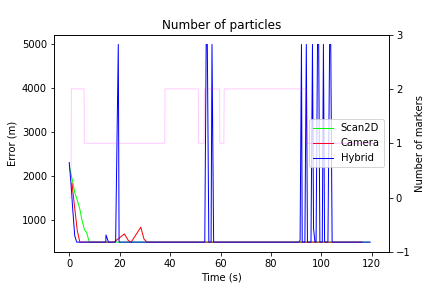 Number of particles
5000
4000
3000
2000
1000
Error (m)
3
2
1
0
−1
Number of markers
Scan2D
Camera
Hybrid
0
20
40
60
80
100
120
Time (s)